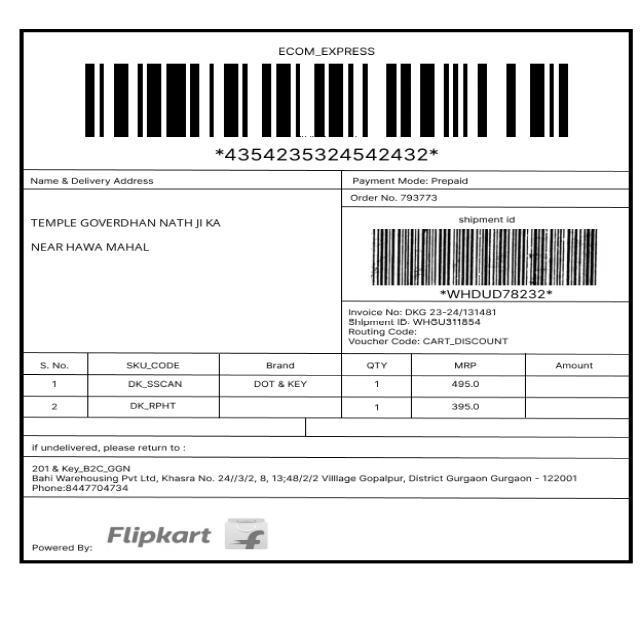 ECOM_EXPRESS
*4354235324542432*
Name & Delivery Address
Payment Mode: Prepaid
Order No. 793773
TEMPLE GOVERDHAN NATH JI KA
NEAR HAWA MAHAL
shipment id
*WHDUD78232*
Invoice No: DKG 23-24/131481
Shipment ID: WHGU311854
Routing Code:
Voucher Code: CART_DISCOUNT
S. No. SKU_CODE Brand QTY MRP Amount
1 DK_SSCAN DOT & KEY 1 495.0
2 DK_RPHT 1 395.0
if undelivered, please return to :
201 & Key_B2C_GGN
Bahi Warehousing Pvt Ltd, Khasra No. 24//3/2, 8, 13;48/2/2 Villlage Gopalpur, District Gurgaon Gurgaon - 122001
Phone:8447704734
Powered By: Flipkart